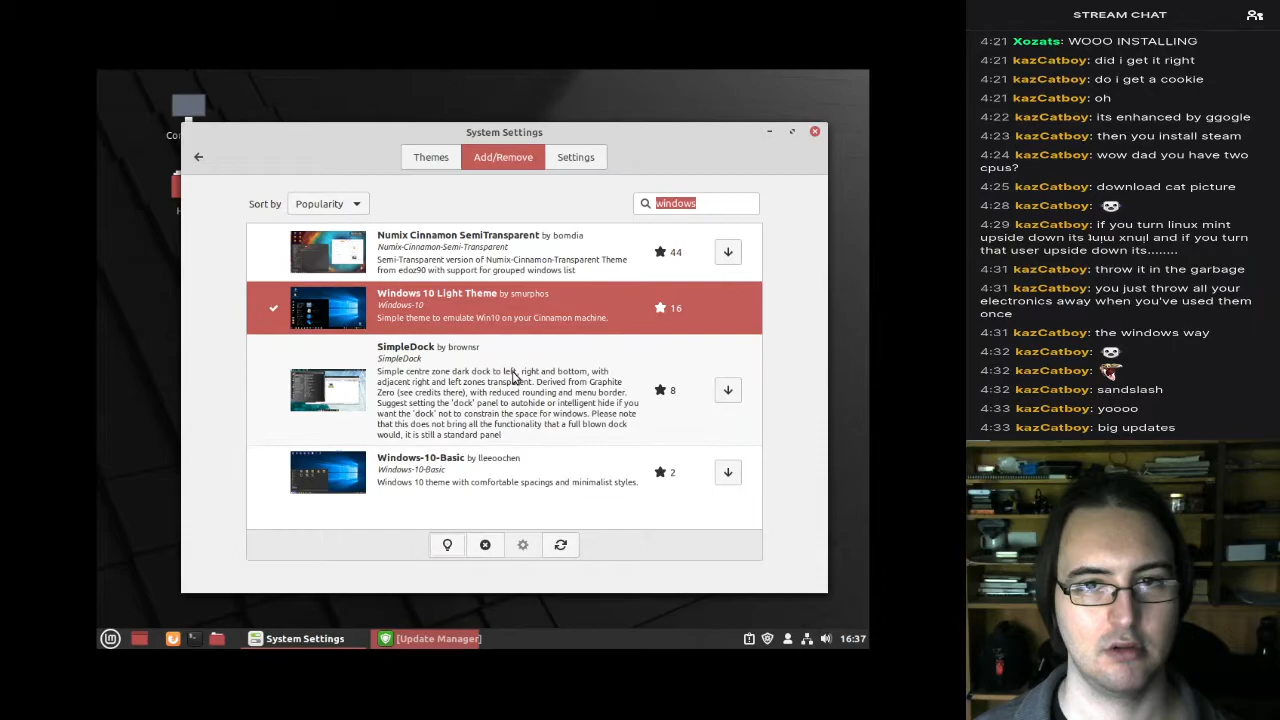 System Settings
Themes
Add/Remove
Settings
Sort by
Popularity
windows
Numix Cinnamon SemiTransparent by bomdia
Numix-Cinnamon-Semi-Transparent
Semi-Transparent version of Numix-Cinnamon-Transparent Theme
from edoz90 with support for grouped windows list
44
Windows 10 Light Theme by smurphos
Windows-10
Simple theme to emulate Win10 on your Cinnamon machine.
16
SimpleDock by brownsr
SimpleDock
Simple centre zone dark dock to left, right and bottom, with
adjacent right and left zones transparent. Derived from Graphite
Zero (see credits there), with reduced rounding and menu border.
Suggest setting the 'dock' panel to autohide or intelligent hide if you
want the 'dock' not to constrain the space for windows. Please note
that this does not bring all the functionality that a full blown dock
would, it is still a standard panel
8
Windows-10-Basic by lleeoochen
Windows-10-Basic
Windows 10 theme with comfortable spacings and minimalist styles.
2
System Settings
[Update Manager]
16:37
STREAM CHAT
4:21 Xozats: WOOO INSTALLING
4:21 kazCatboy: did i get it right
4:21 kazCatboy: do i get a cookie
4:21 kazCatboy: oh
4:22 kazCatboy: its enhanced by ggogle
4:23 kazCatboy: then you install steam
4:24 kazCatboy: wow dad you have two
cpus?
4:25 kazCatboy: download cat picture
4:28 kazCatboy:
4:29 kazCatboy: if you turn linux mint
upside down its
and if you turn
that user upside down its........
4:31 kazCatboy: throw it in the garbage
4:31 kazCatboy: you just throw all your
electronics away when you've used them
once
4:31 kazCatboy: the windows way
4:32 kazCatboy:
4:32 kazCatboy:
4:32 kazCatboy: sandslash
4:33 kazCatboy: yoooo
4:33 kazCatboy: big updates